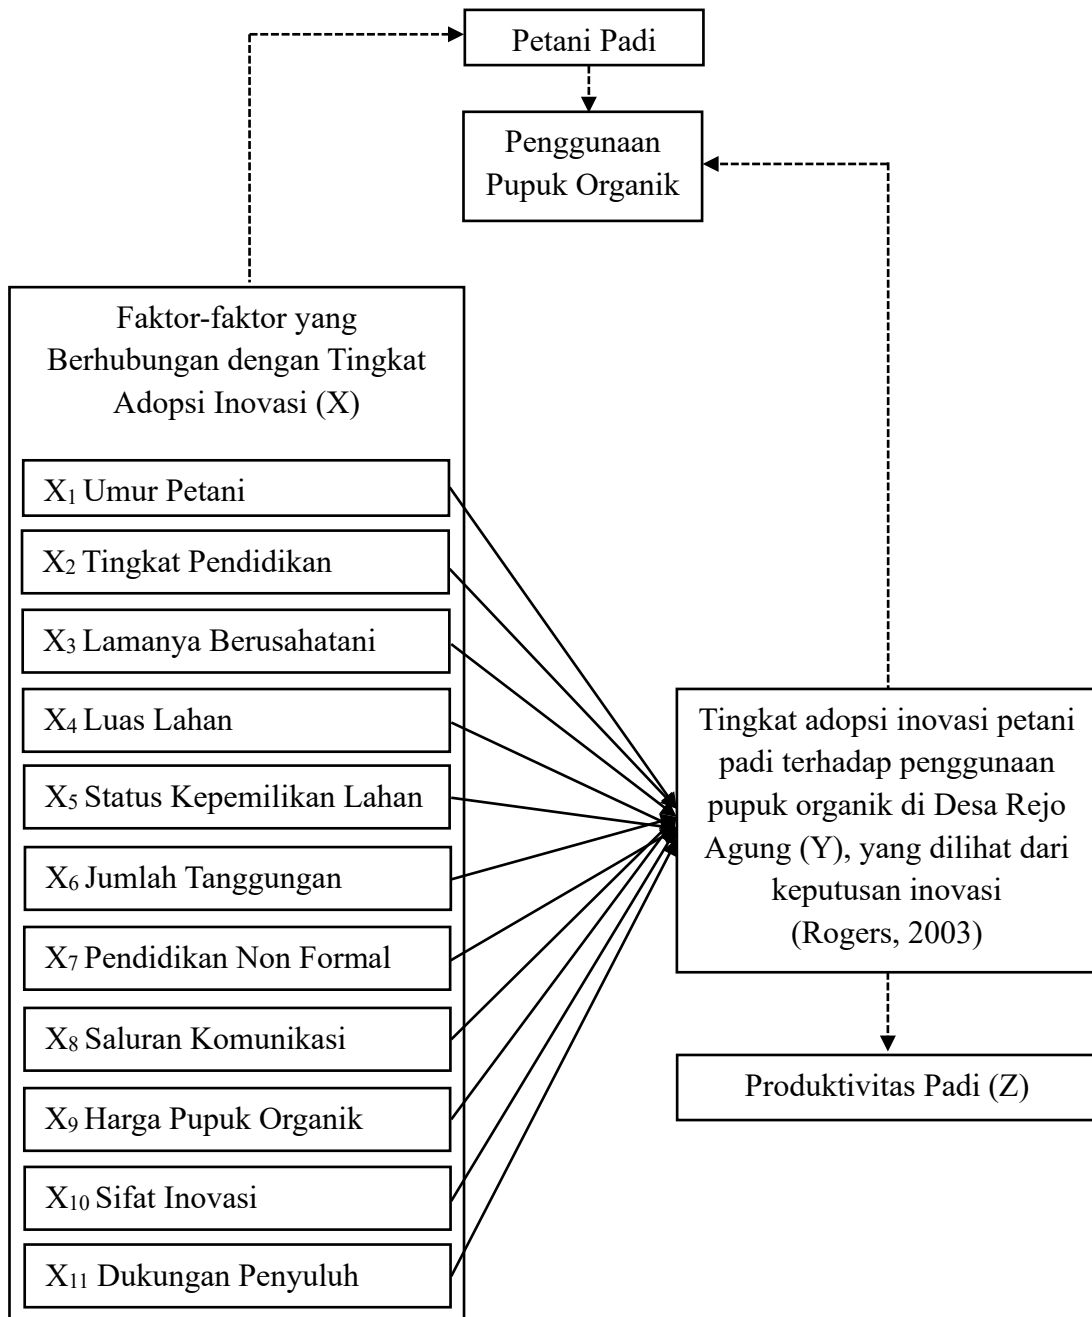 Petani Padi
Penggunaan
Pupuk Organik
Faktor-faktor yang
Berhubungan dengan Tingkat
Adopsi Inovasi (X)
X₁ Umur Petani
X₂ Tingkat Pendidikan
X₃ Lamanya Berusahatani
X₄ Luas Lahan
X₅ Status Kepemilikan Lahan
X₆ Jumlah Tanggungan
X₇ Pendidikan Non Formal
X₈ Saluran Komunikasi
X₉ Harga Pupuk Organik
X₁₀ Sifat Inovasi
X₁₁ Dukungan Penyuluh
Tingkat adopsi inovasi petani
padi terhadap penggunaan
pupuk organik di Desa Rejo
Agung (Y), yang dilihat dari
keputusan inovasi
(Rogers, 2003)
Produktivitas Padi (Z)